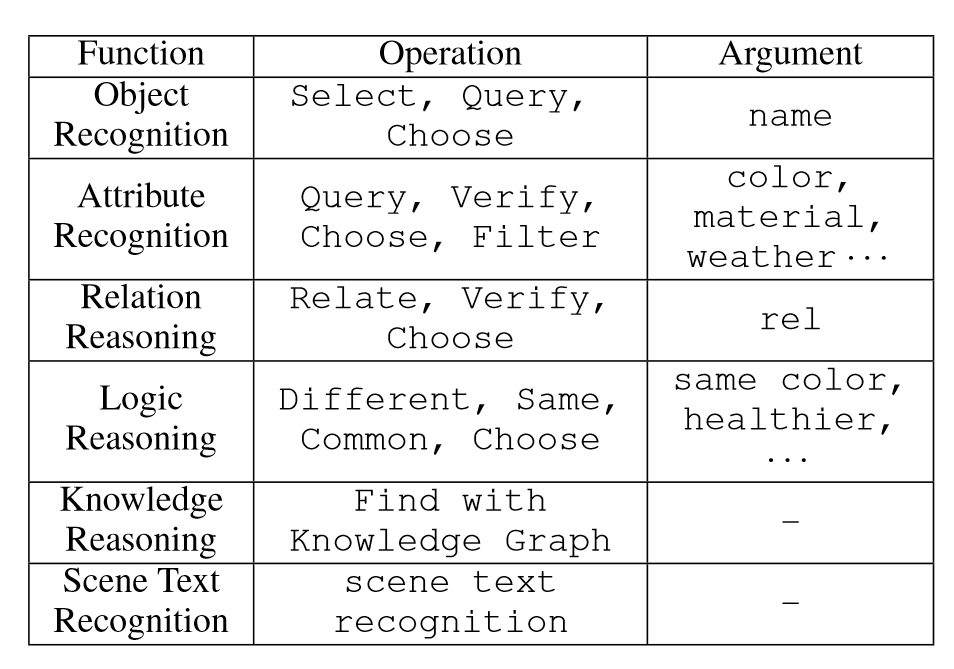 Function Operation Argument
Object Recognition Select, Query, Choose name
Attribute Recognition Query, Verify, Choose, Filter color, material, weather ···
Relation Reasoning Relate, Verify, Choose rel
Logic Reasoning Different, Same, Common, Choose same color, healthier, ···
Knowledge Reasoning Find with Knowledge Graph –
Scene Text Recognition scene text recognition –